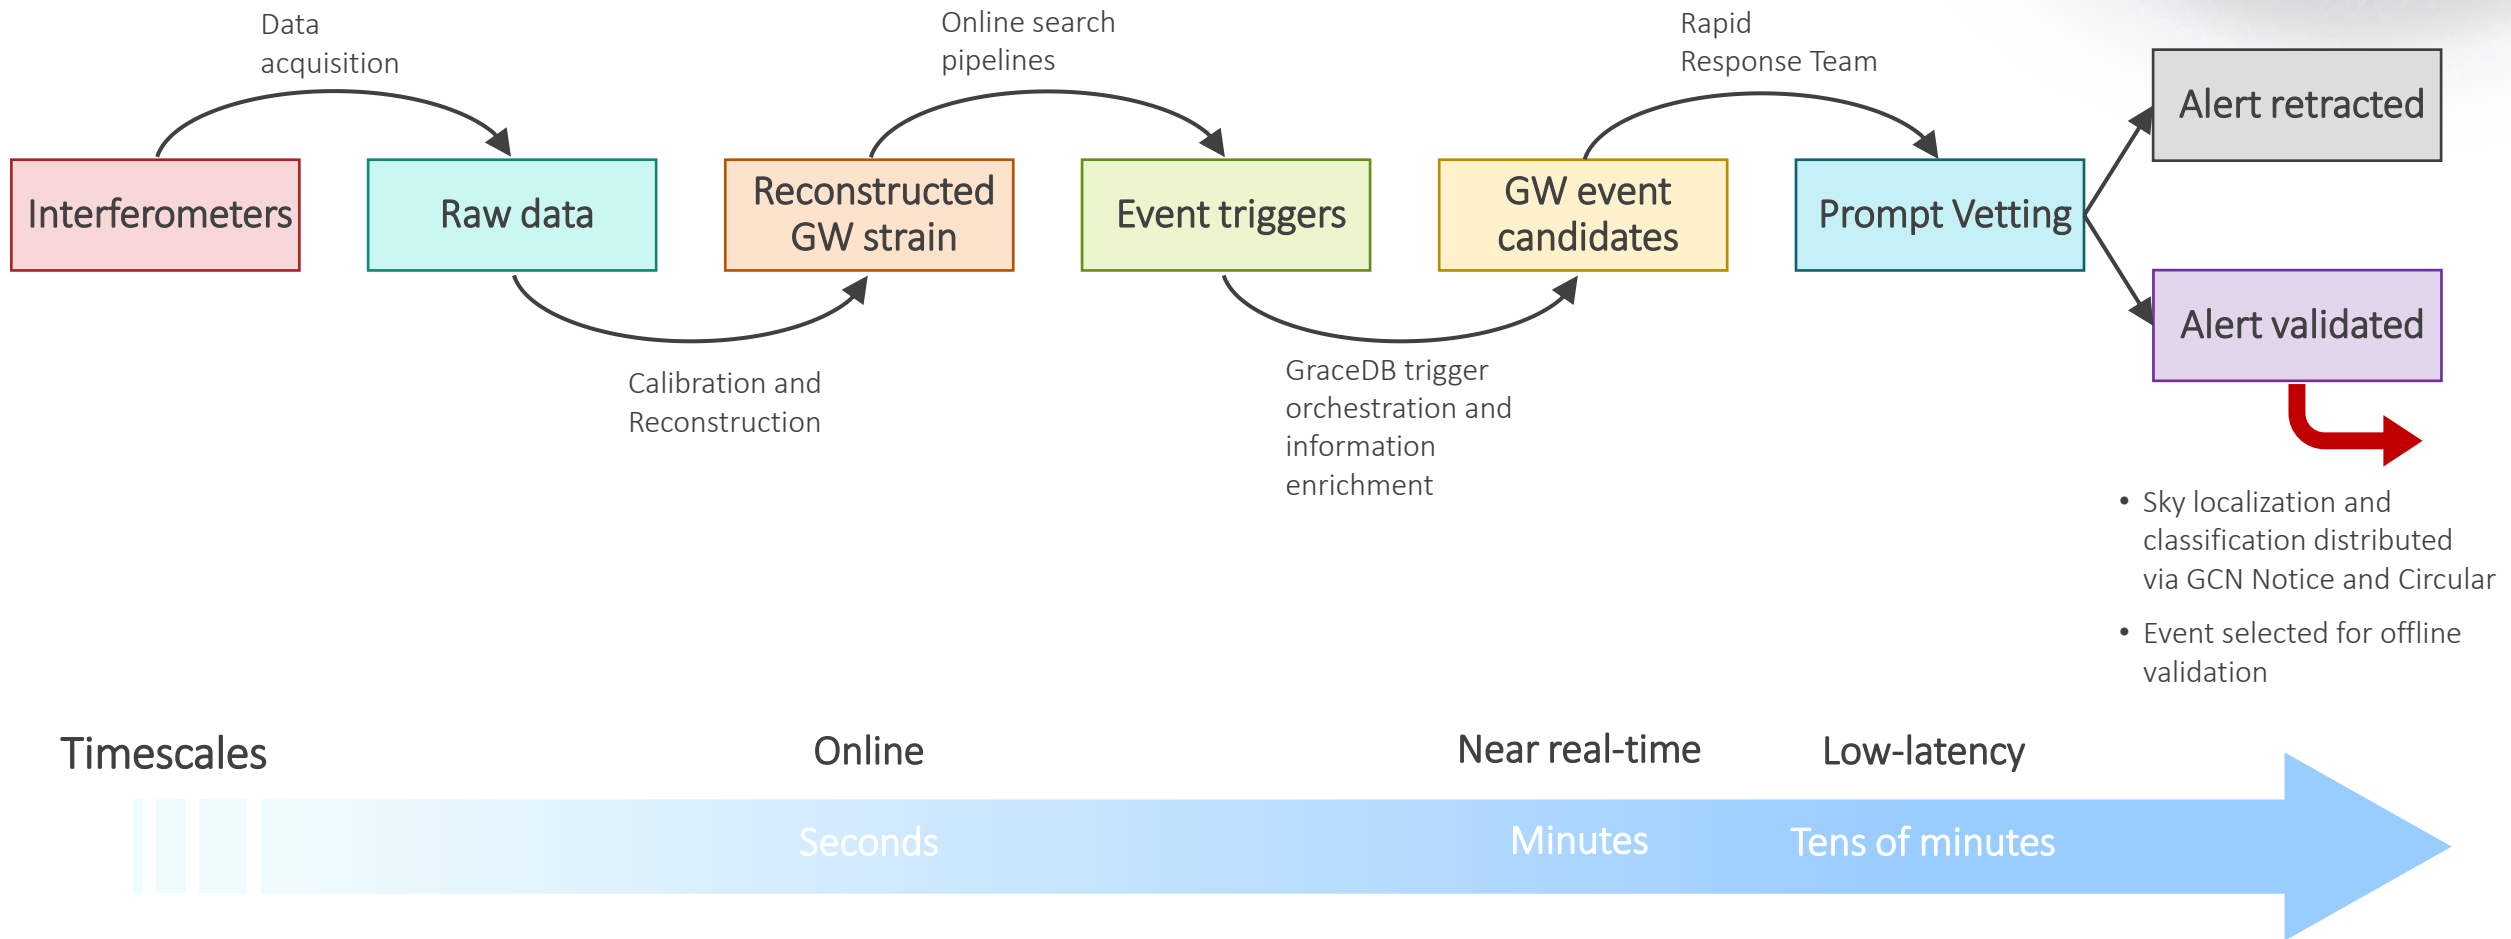 Data
acquisition
Online search
pipelines
Rapid
Response Team
Alert retracted
Interferometers
Raw data
Reconstructed
GW strain
Event triggers
GW event
candidates
Prompt Vetting
Alert validated
Calibration and
Reconstruction
GraceDB trigger
orchestration and
information
enrichment
• Sky localization and
classification distributed
via GCN Notice and Circular
• Event selected for offline
validation
Timescales
Online
Near real-time
Low-latency
Seconds
Minutes
Tens of minutes